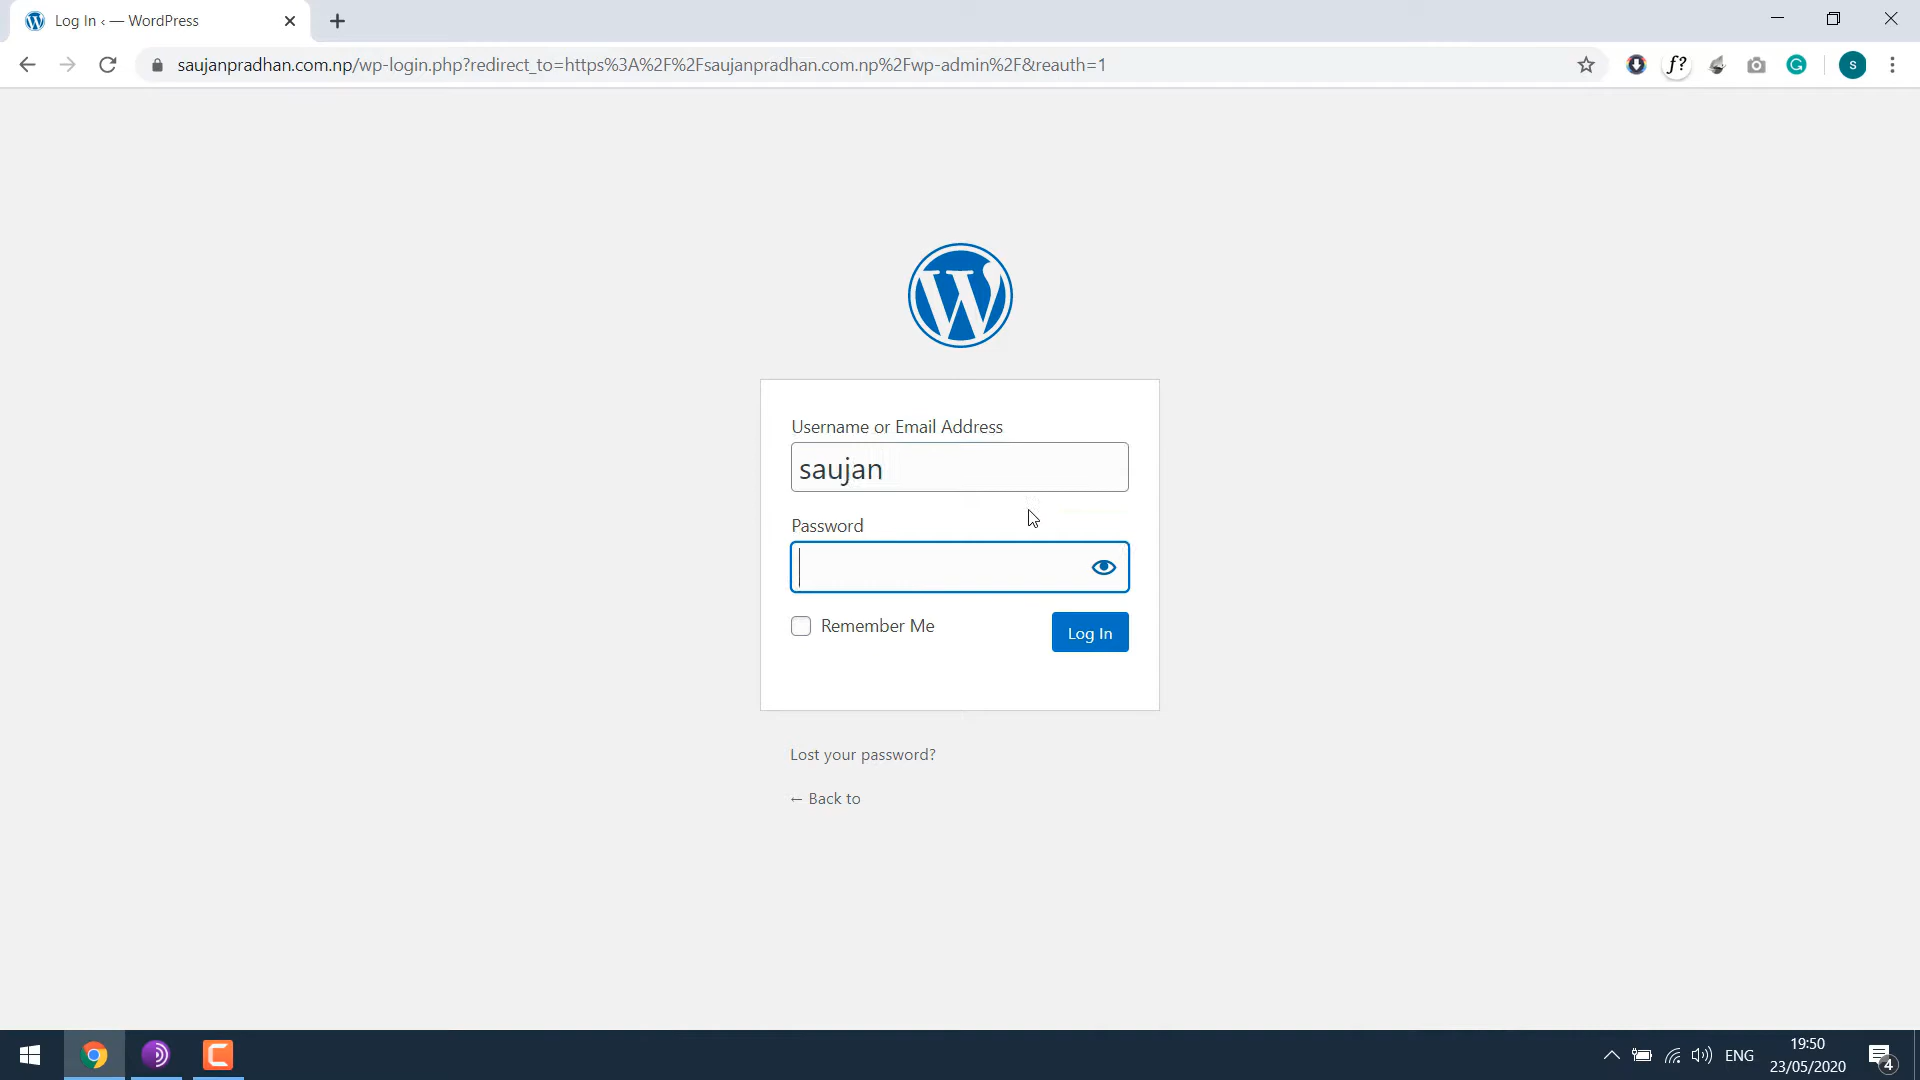 Log In ‹ — WordPress
saujanpradhan.com.np/wp-login.php?redirect_to=https%3A%2F%2Fsaujanpradhan.com.np%2Fwp-admin%2F&reauth=1
f?
s
Username or Email Address
saujan
Password
Remember Me
Log In
Lost your password?
← Back to
ENG
19:50
23/05/2020
4